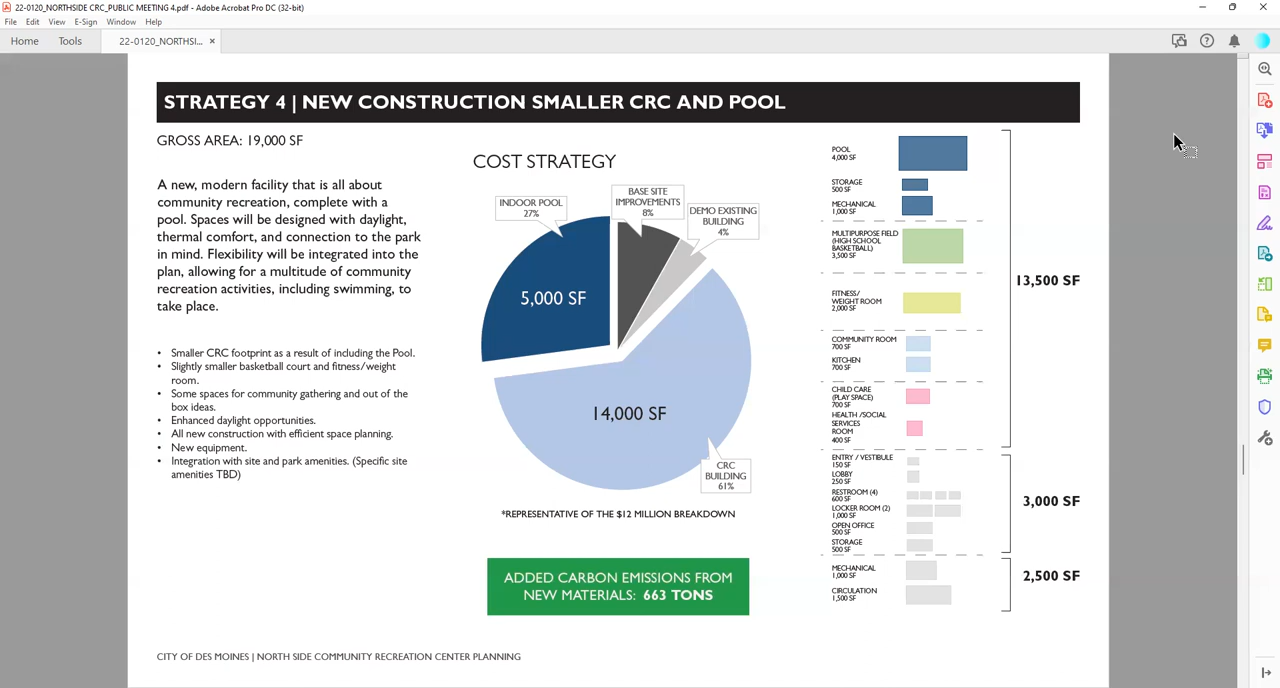 22-0120_NORTHSIDE CRC_PUBLIC MEETING 4.pdf - Adobe Acrobat Pro DC (32-bit)
File Edit View E-Sign Window Help
Home Tools 22-0120_NORTHSI... ×
STRATEGY 4 | NEW CONSTRUCTION SMALLER CRC AND POOL
GROSS AREA: 19,000 SF
A new, modern facility that is all about
community recreation, complete with a
pool. Spaces will be designed with daylight,
thermal comfort, and connection to the park
in mind. Flexibility will be integrated into the
plan, allowing for a multitude of community
recreation activities, including swimming, to
take place.
• Smaller CRC footprint as a result of including the Pool.
• Slightly smaller basketball court and fitness/weight
room.
• Some spaces for community gathering and out of the
box ideas.
• Enhanced daylight opportunities.
• All new construction with efficient space planning.
• New equipment.
• Integration with site and park amenities. (Specific site
amenities TBD)
COST STRATEGY
INDOOR POOL
27%
BASE SITE
IMPROVEMENTS
8%
DEMO EXISTING
BUILDING
4%
5,000 SF
14,000 SF
CRC
BUILDING
61%
*REPRESENTATIVE OF THE $12 MILLION BREAKDOWN
ADDED CARBON EMISSIONS FROM
NEW MATERIALS: 663 TONS
POOL
4,000 SF
STORAGE
500 SF
MECHANICAL
1,000 SF
MULTIPURPOSE FIELD
(HIGH SCHOOL
BASKETBALL)
3,500 SF
FITNESS/
WEIGHT ROOM
2,000 SF
COMMUNITY ROOM
700 SF
KITCHEN
700 SF
CHILD CARE
(PLAY SPACE)
700 SF
HEALTH /SOCIAL
SERVICES
ROOM
400 SF
13,500 SF
ENTRY / VESTIBULE
150 SF
LOBBY
250 SF
RESTROOM (4)
600 SF
LOCKER ROOM (2)
1,000 SF
OPEN OFFICE
500 SF
STORAGE
500 SF
3,000 SF
MECHANICAL
1,000 SF
CIRCULATION
1,500 SF
2,500 SF
CITY OF DES MOINES | NORTH SIDE COMMUNITY RECREATION CENTER PLANNING